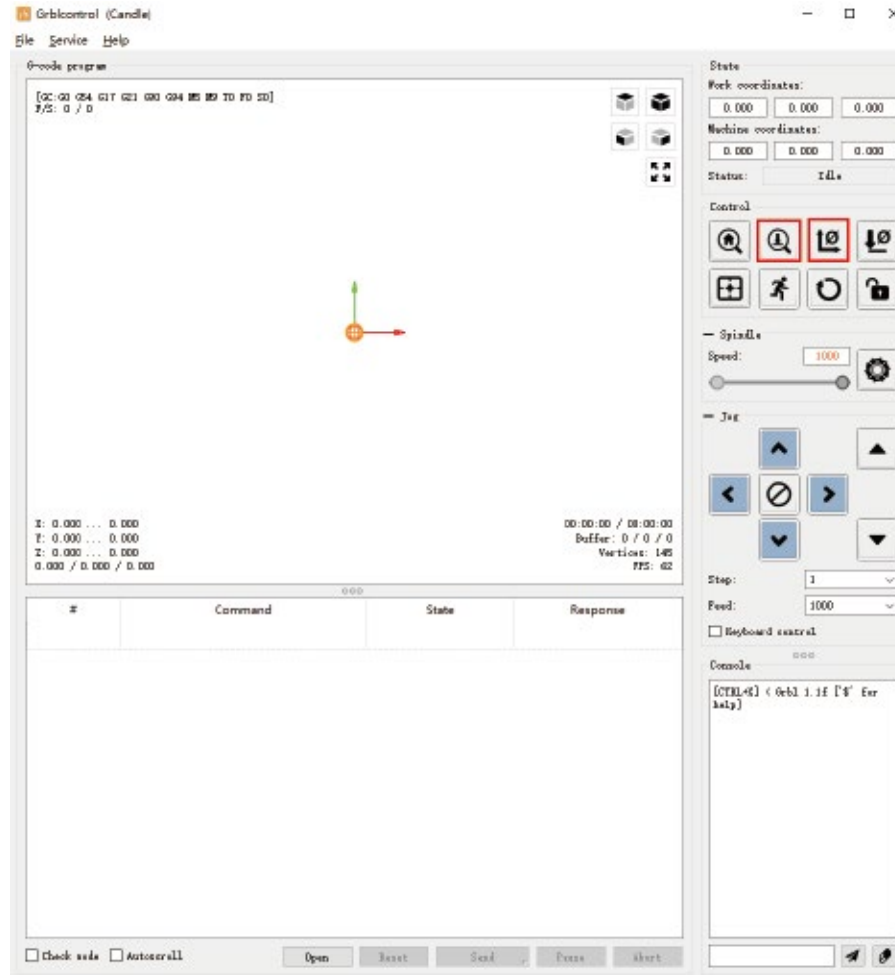 Grblcontrol (Candle)
File Service Help
G-code program
[GC:G0 G54 G17 G21 G90 G94 M5 M9 T0 F0 S0]
P/S: 0 / 0
X: 0.000 ... 0.000
Y: 0.000 ... 0.000
Z: 0.000 ... 0.000
0.000 / 0.000 / 0.000
00:00:00 / 00:00:00
Buffer: 0 / 0 / 0
Vertices: 145
FPS: 62
# Command State Response
Check mode Autoscroll Open Reset Send Pause Abort
State
Work coordinates:
0.000 0.000 0.000
Machine coordinates:
0.000 0.000 0.000
Status: Idle
Control
Spindle
Speed: 1000
Jog
Step: 1
Feed: 1000
Keyboard control
Console
[CTRL+X] < Grbl 1.1f ['$' for
help]